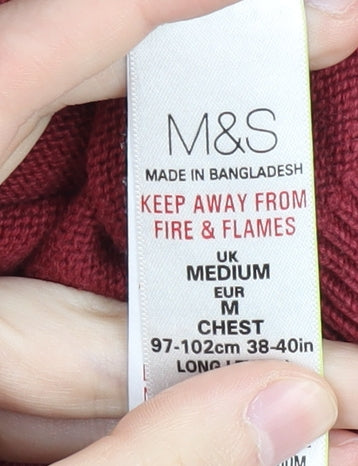 M&S
MADE IN BANGLADESH
KEEP AWAY FROM
FIRE & FLAMES
UK
MEDIUM
EUR
M
CHEST
97-102cm 38-40in
LONG